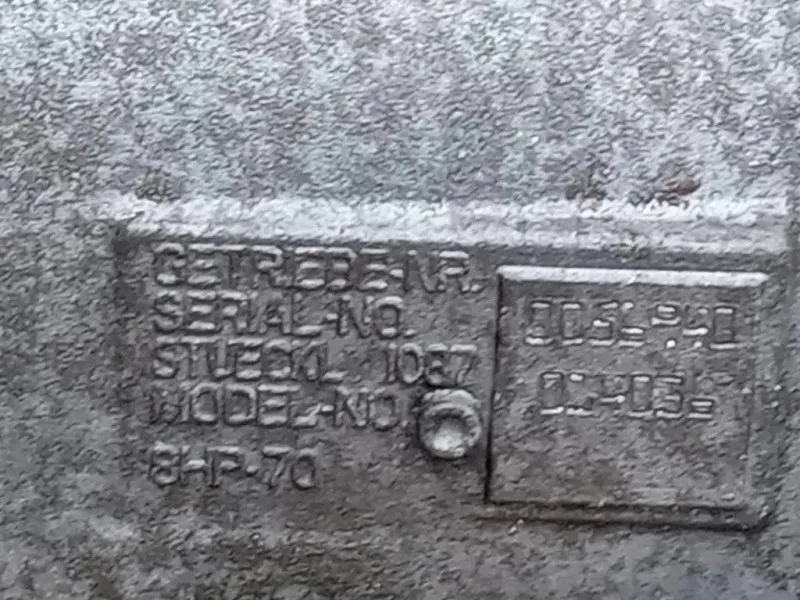 GETRIEBE-NR.
SERIAL-NO.
STUECKL. 1087
MODEL-NO.
8HP-70